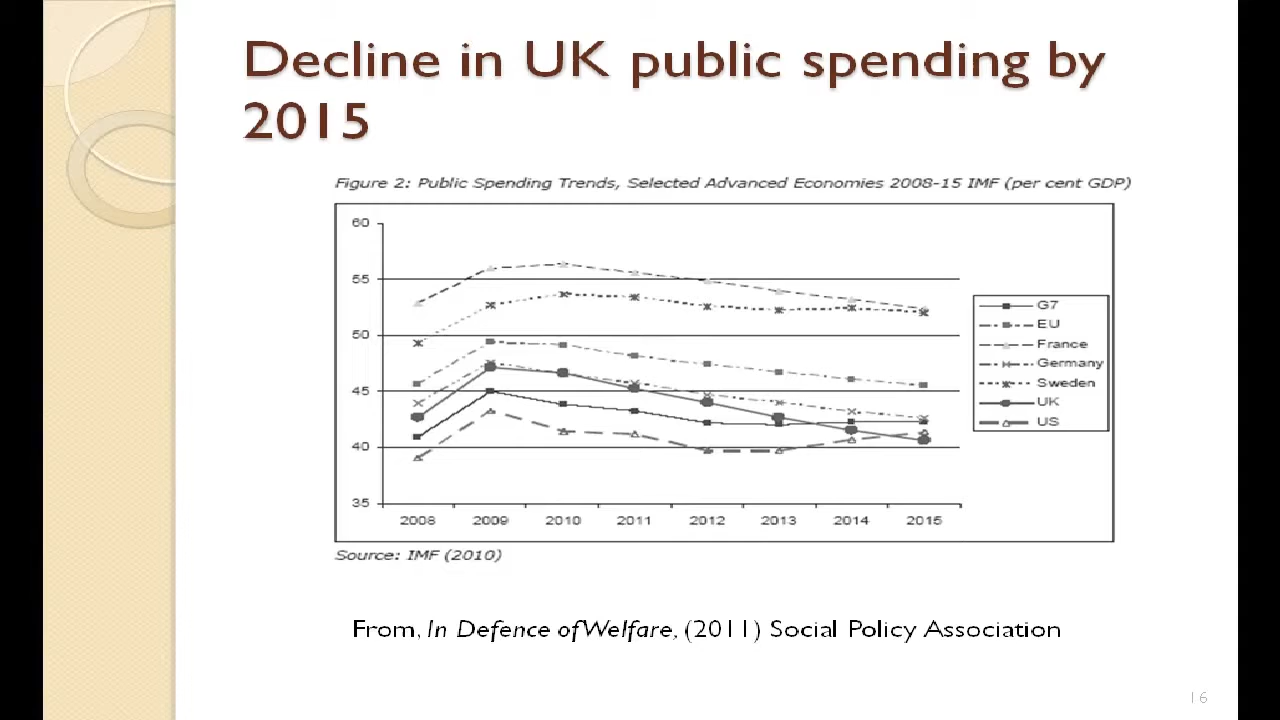 Decline in UK public spending by
2015
Figure 2: Public Spending Trends, Selected Advanced Economies 2008-15 IMF (per cent GDP)
60
55
50
45
40
35
2008 2009 2010 2011 2012 2013 2014 2015
G7
EU
France
Germany
Sweden
UK
US
Source: IMF (2010)
From, In Defence of Welfare, (2011) Social Policy Association
16